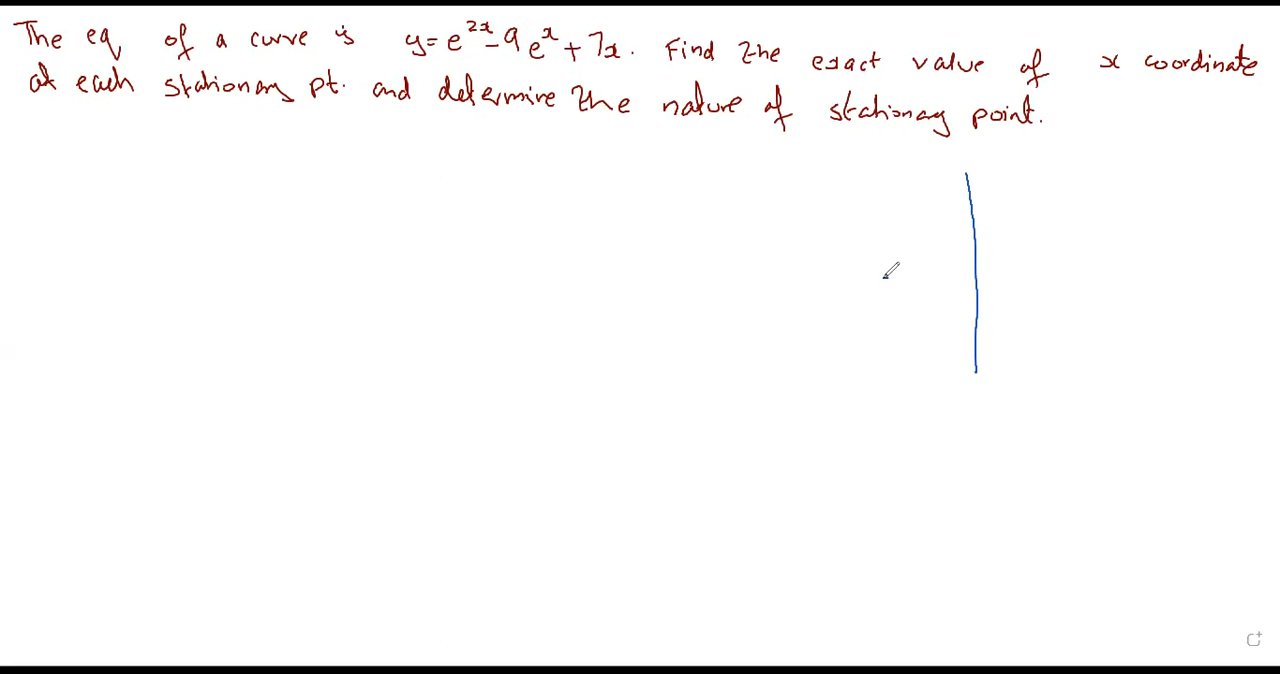 The eq of a curve is y = e^{2x} - 9e^x + 7x. Find the exact value of x coordinate
at each stationary pt. and determine the nature of stationary point.